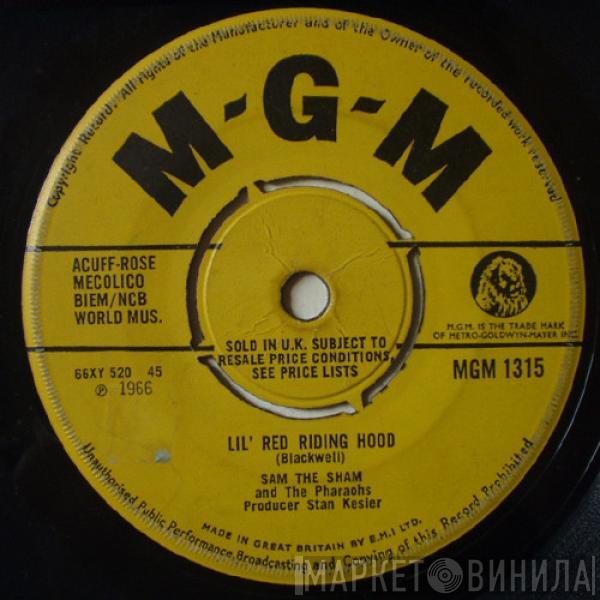 Copyright Record. All rights of the Manufacturer and of the Owner of the recorded work reserved
M-G-M
ACUFF-ROSE
MECOLICO
BIEM/NCB
WORLD MUS.
M.G.M. IS THE TRADE MARK
OF METRO-GOLDWYN-MAYER INC.
SOLD IN U.K. SUBJECT TO
RESALE PRICE CONDITIONS,
SEE PRICE LISTS
66XY 520 45
℗ 1966
MGM 1315
LIL' RED RIDING HOOD
(Blackwell)
SAM THE SHAM
and The Pharaohs
Producer Stan Kesler
MADE IN GREAT BRITAIN BY E.M.I LTD.
Unauthorised Public Performance Broadcasting and Copying of this Record Prohibited
МАРКЕТ ВИНИЛА